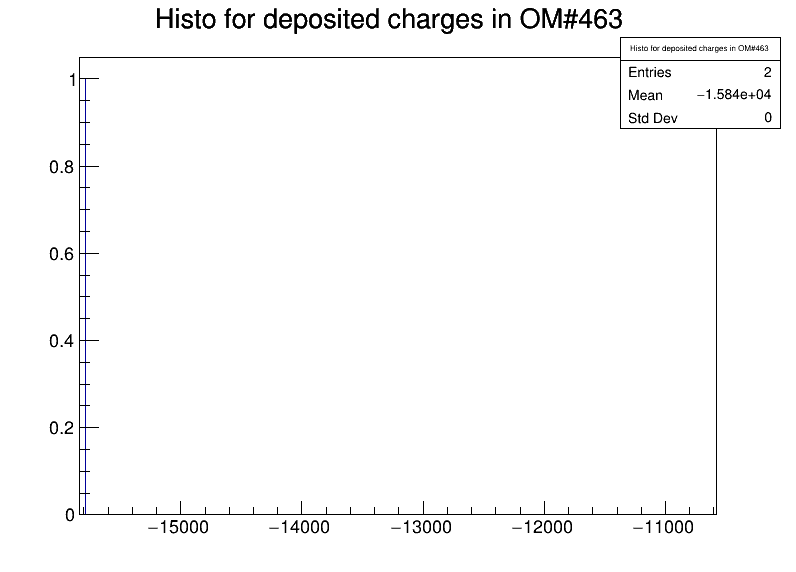 Histo for deposited charges in OM#463
Histo for deposited charges in OM#463
Entries 2
Mean −1.584e+04
Std Dev 0
1
0.8
0.6
0.4
0.2
0
−15000 −14000 −13000 −12000 −11000